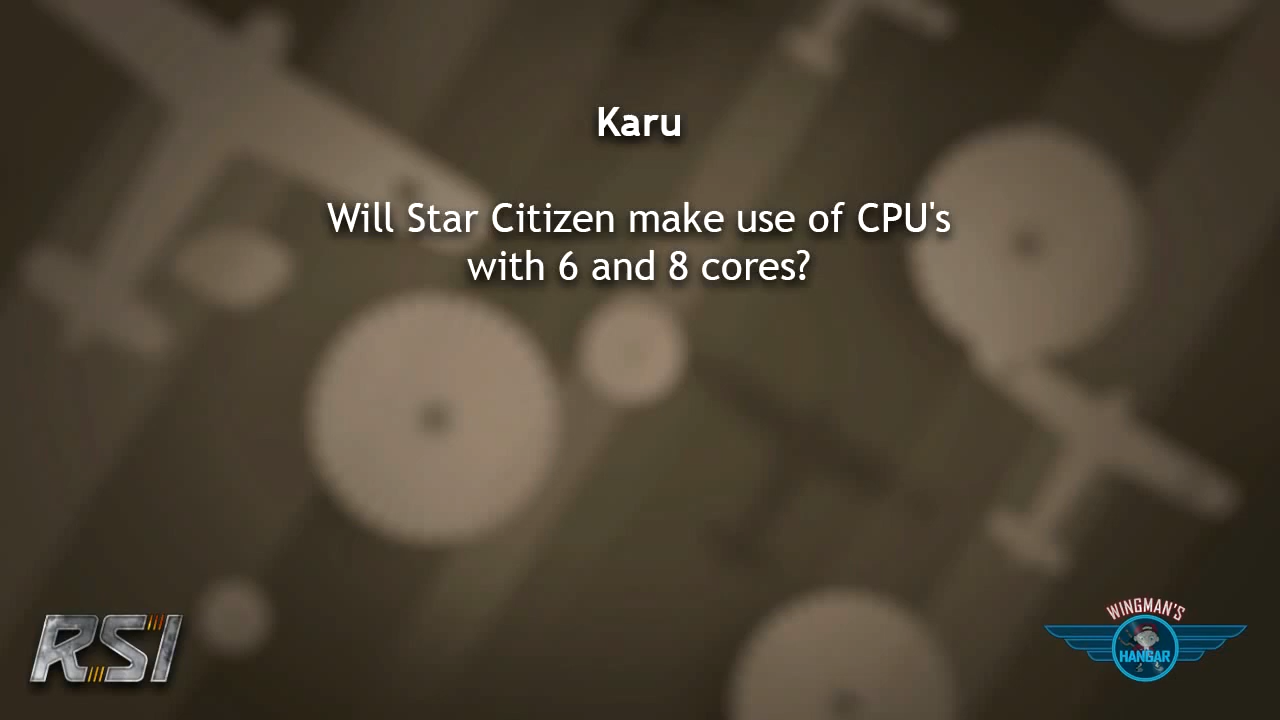 Karu
Will Star Citizen make use of CPU's
with 6 and 8 cores?
RSI
WINGMAN'S
HANGAR